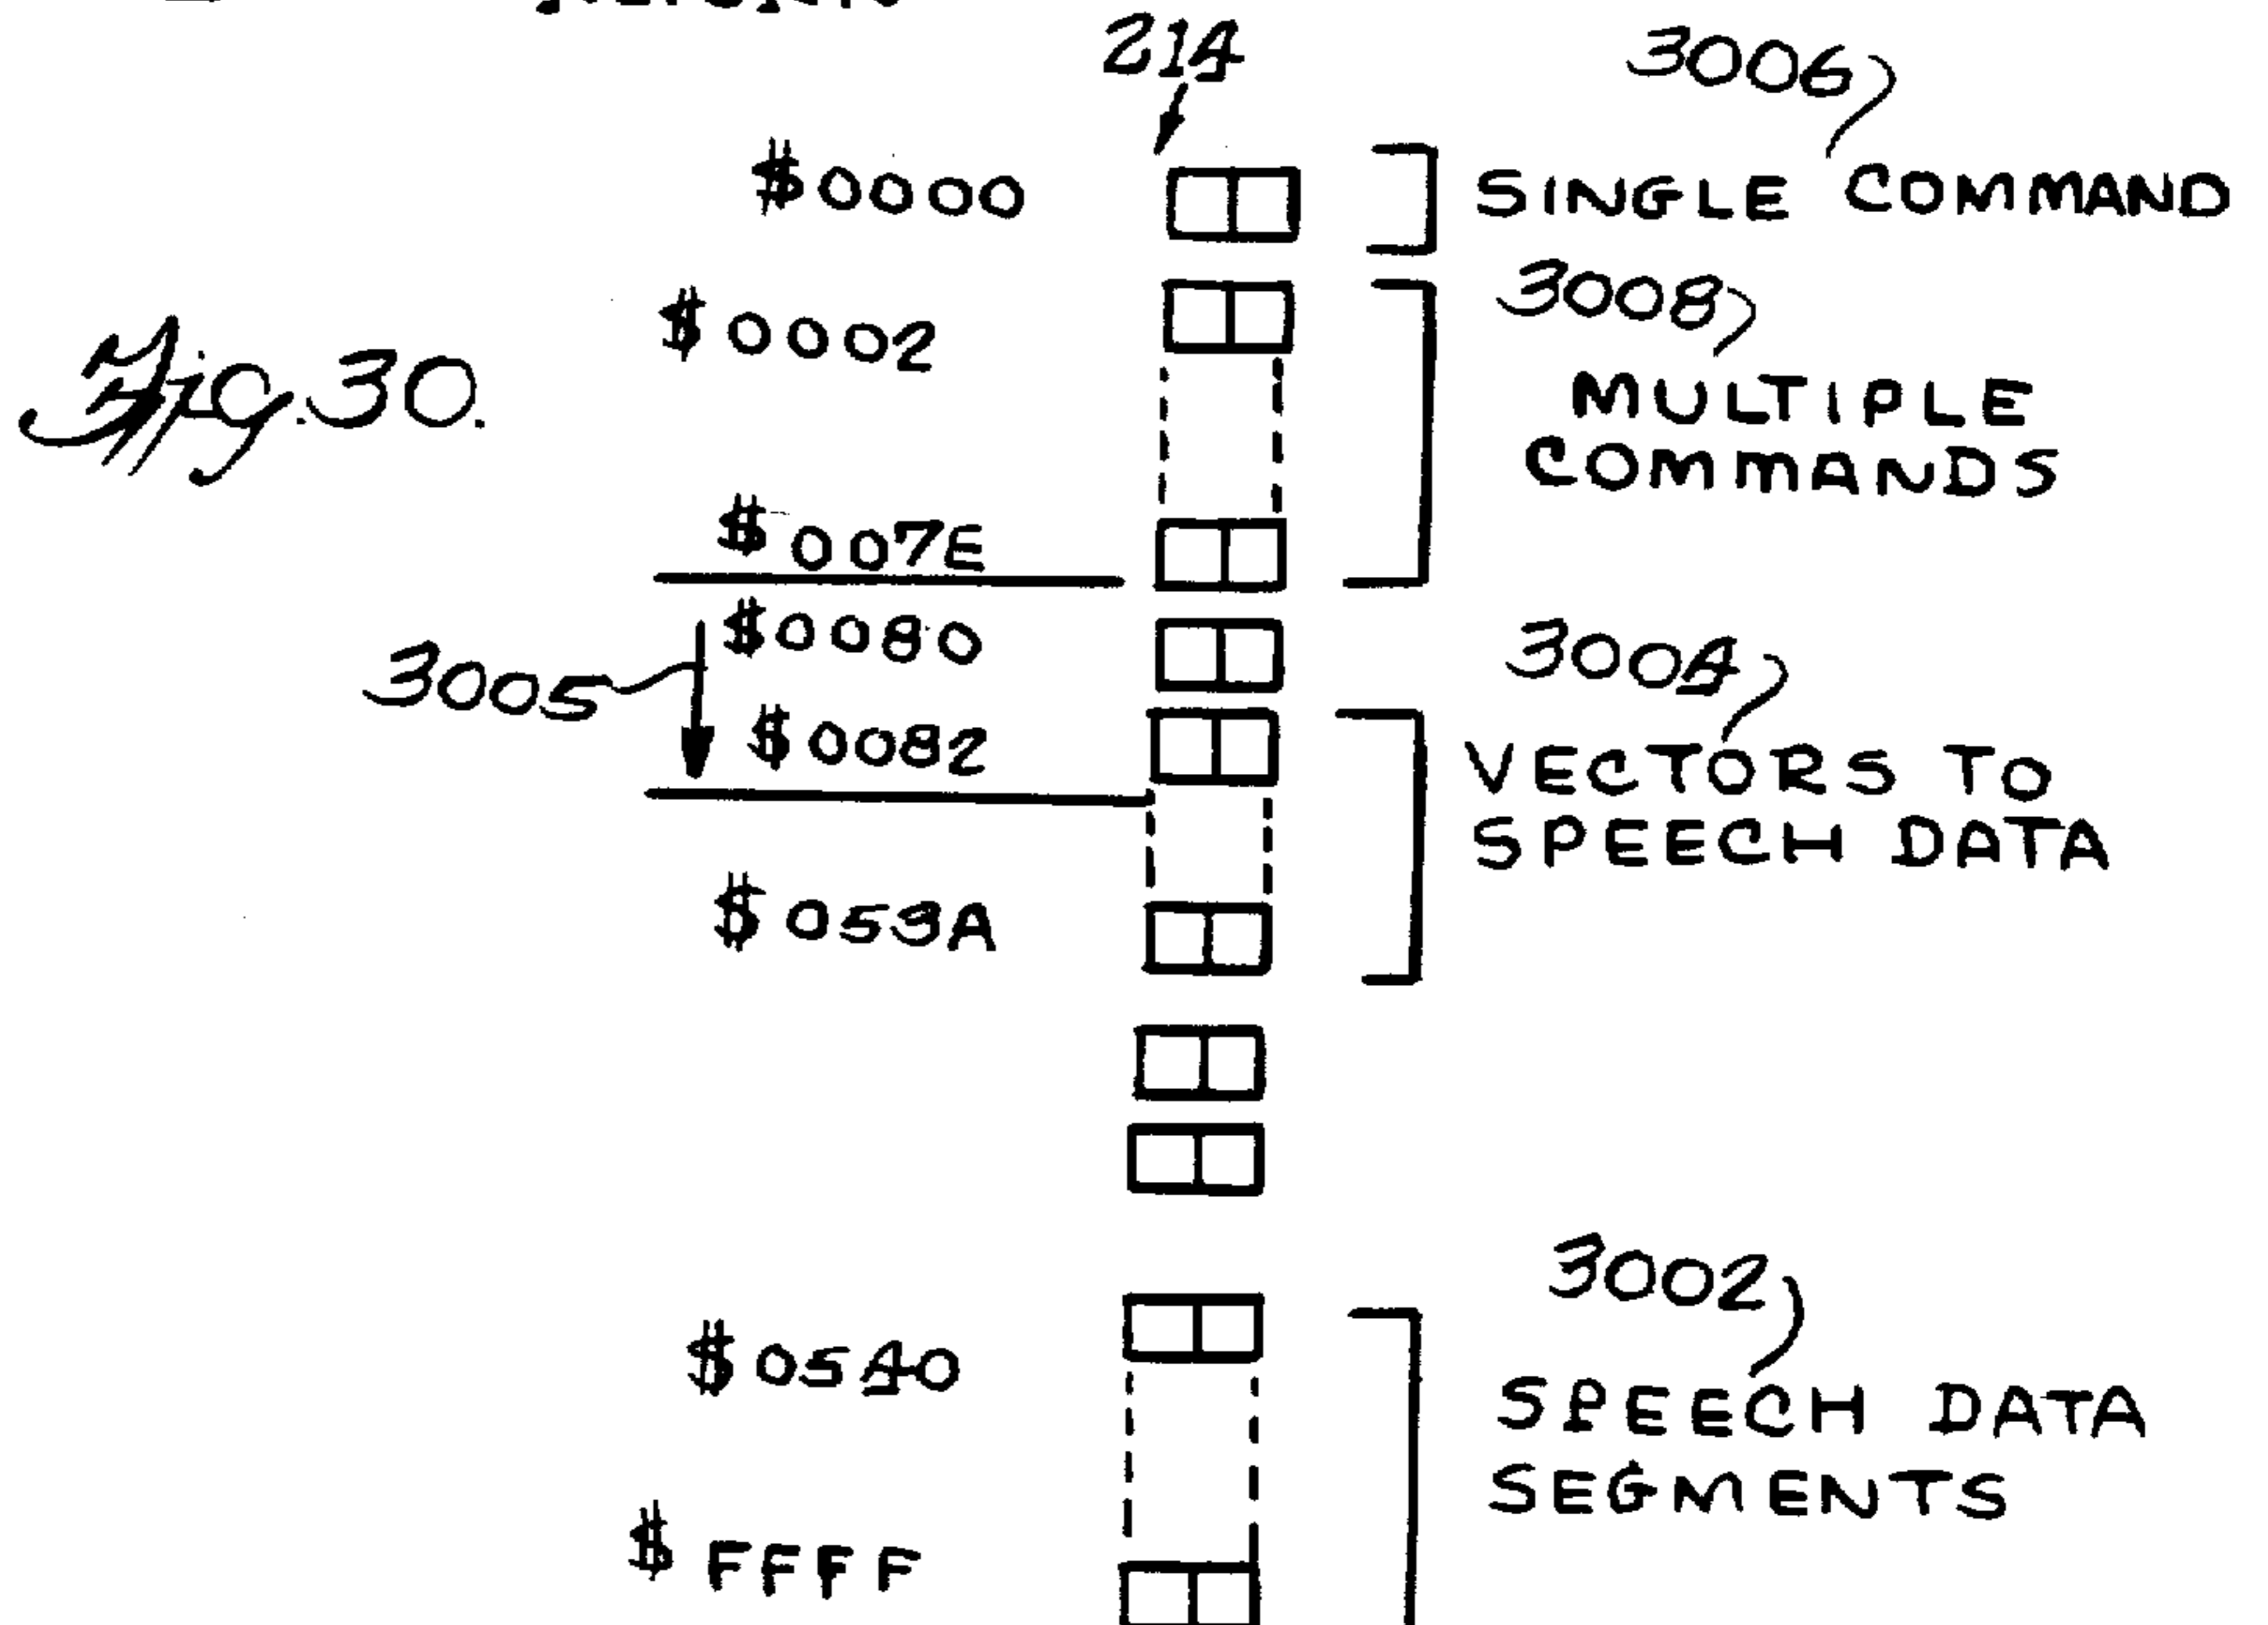 214
3006
$0000
SINGLE COMMAND
3008
$0002
MULTIPLE
COMMANDS
Fig. 30.
$007E
$0080
3005
3004
$0082
VECTORS TO
SPEECH DATA
$053A
3002
$0540
SPEECH DATA
SEGMENTS
$FFFF